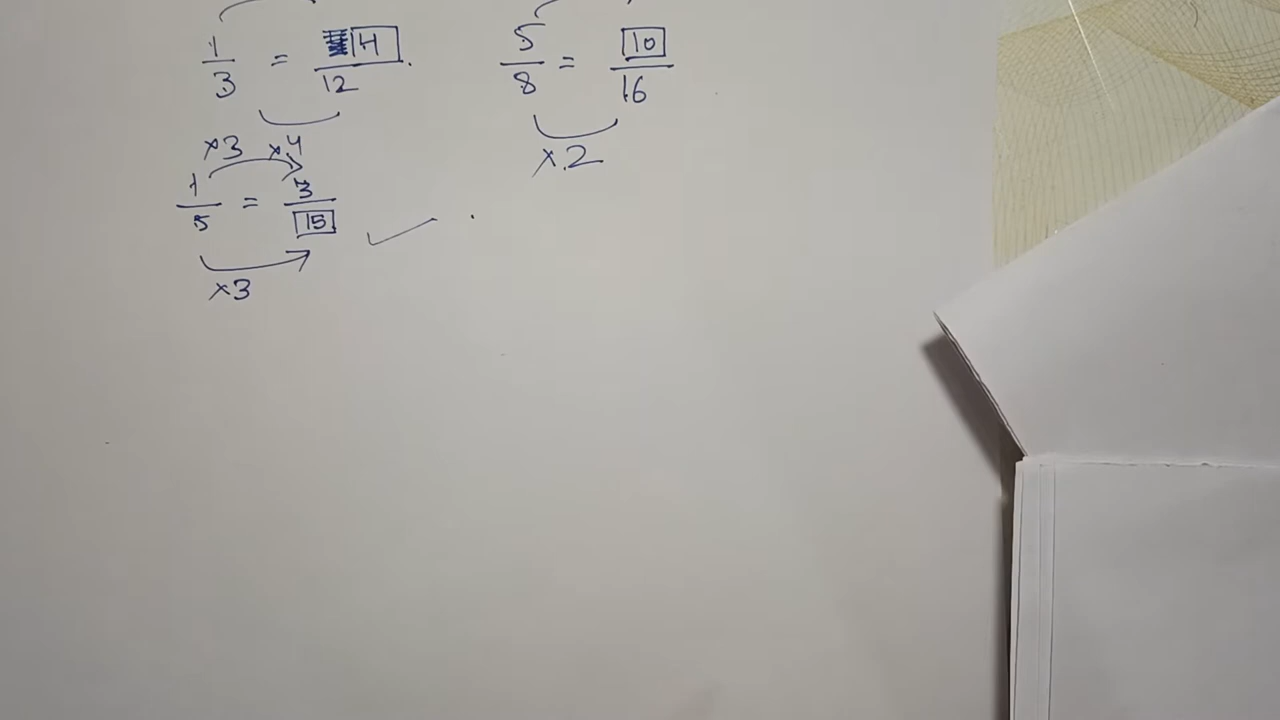 1/3 = 4/12 .
5/8 = 10/16
×4
×2
×3
1/5 = 3/15 ✓
×3